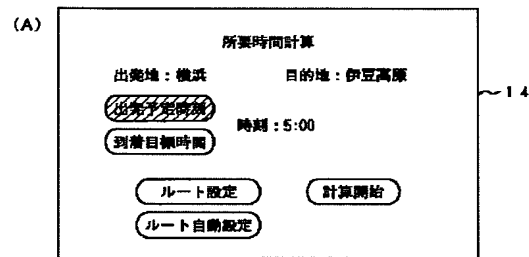 (A)
所要時間計算
出発地：横浜 目的地：伊豆高原
出発予定時刻
時刻：5:00
到着目標時間
14
ルート設定 計算開始
ルート自動設定